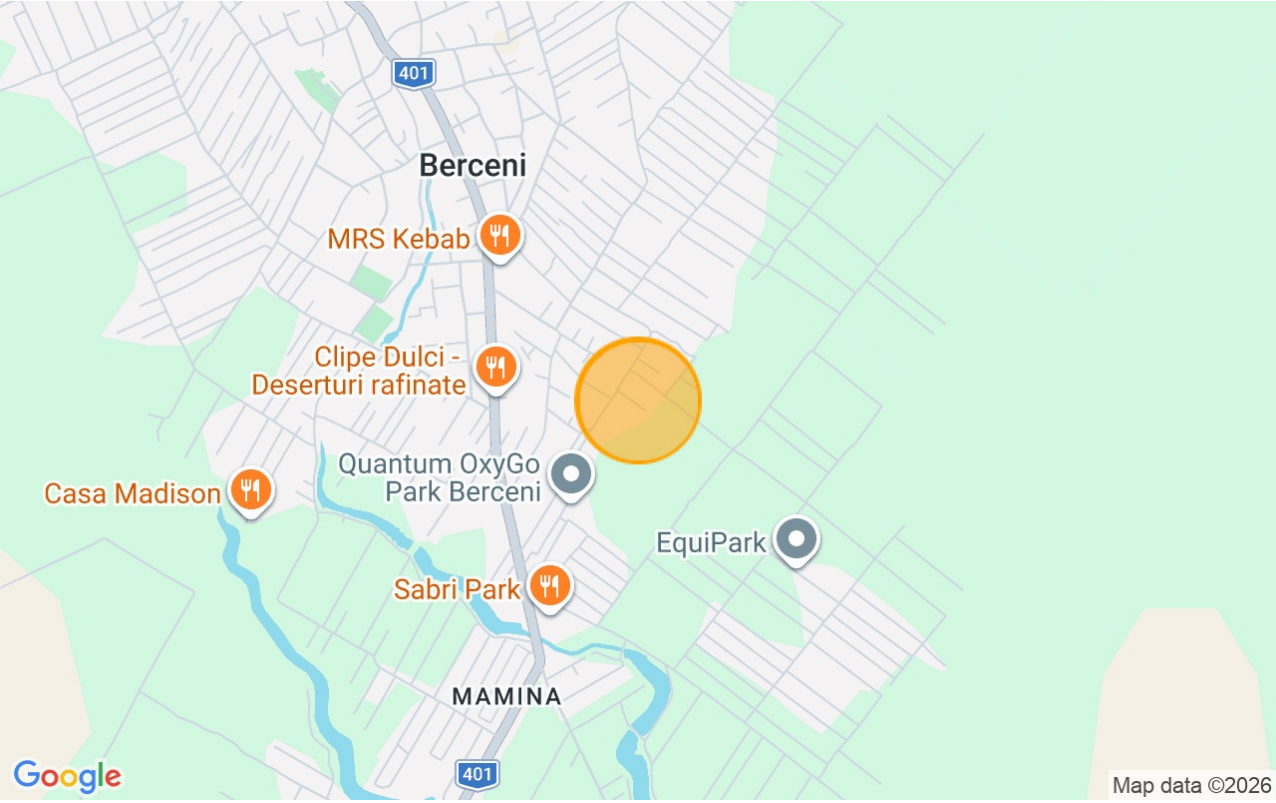 401
Berceni
MRS Kebab
Clipe Dulci -
Deserturi rafinate
Quantum OxyGo
Park Berceni
Casa Madison
EquiPark
Sabri Park
MAMINA
401
Google
Map data ©2026